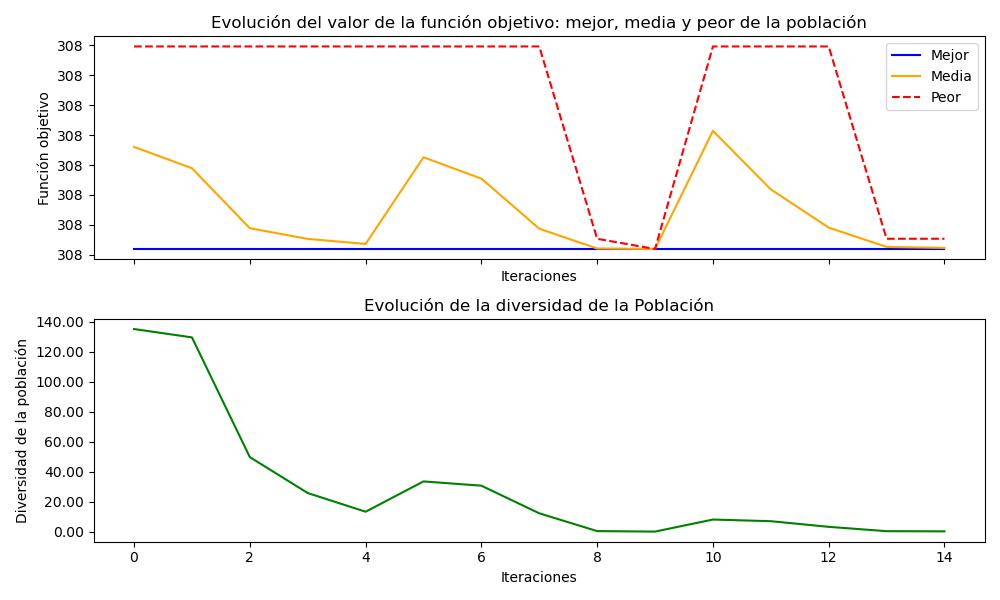 Evolución del valor de la función objetivo: mejor, media y peor de la población
308
308
308
308
308
308
308
308
Función objetivo
Mejor
Media
Peor
Iteraciones
Evolución de la diversidad de la Población
140.00
120.00
100.00
80.00
60.00
40.00
20.00
0.00
Diversidad de la población
0 2 4 6 8 10 12 14
Iteraciones